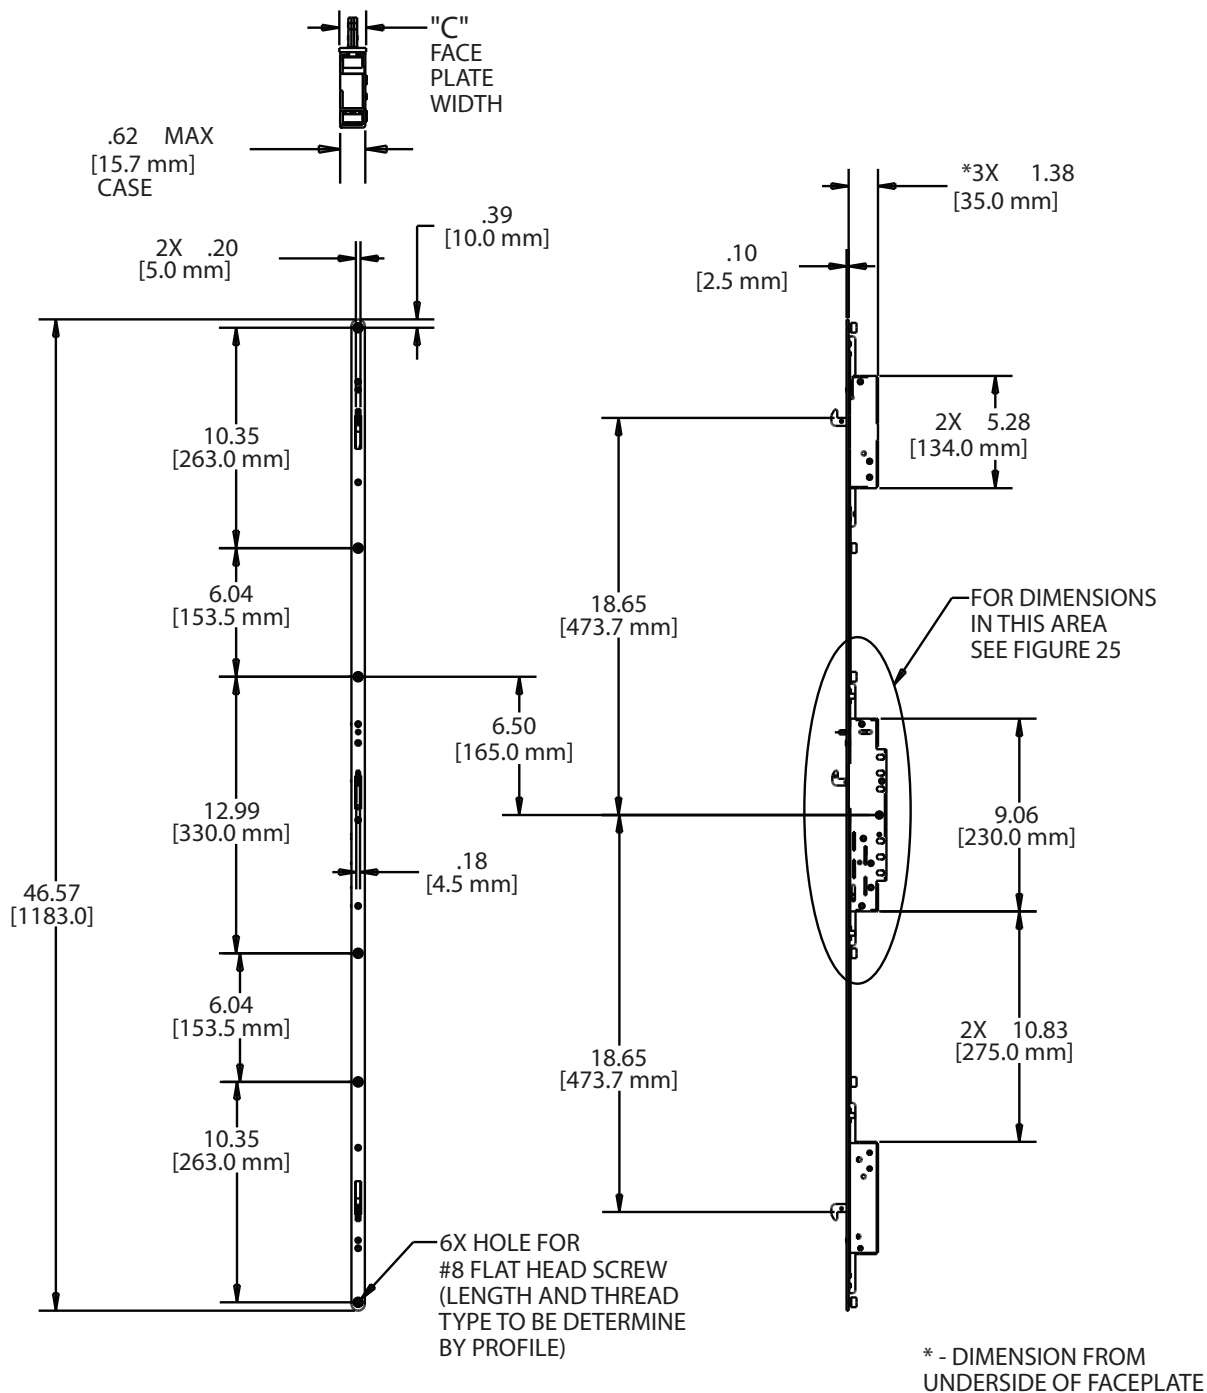 "C"
FACE
PLATE
WIDTH
.62 MAX
[15.7 mm]
CASE
*3X 1.38
[35.0 mm]
.39
[10.0 mm]
2X .20
[5.0 mm]
.10
[2.5 mm]
10.35
[263.0 mm]
2X 5.28
[134.0 mm]
6.04
[153.5 mm]
18.65
[473.7 mm]
FOR DIMENSIONS
IN THIS AREA
SEE FIGURE 25
6.50
[165.0 mm]
12.99
[330.0 mm]
9.06
[230.0 mm]
.18
[4.5 mm]
46.57
[1183.0]
6.04
[153.5 mm]
18.65
[473.7 mm]
2X 10.83
[275.0 mm]
10.35
[263.0 mm]
6X HOLE FOR
#8 FLAT HEAD SCREW
(LENGTH AND THREAD
TYPE TO BE DETERMINE
BY PROFILE)
* - DIMENSION FROM
UNDERSIDE OF FACEPLATE